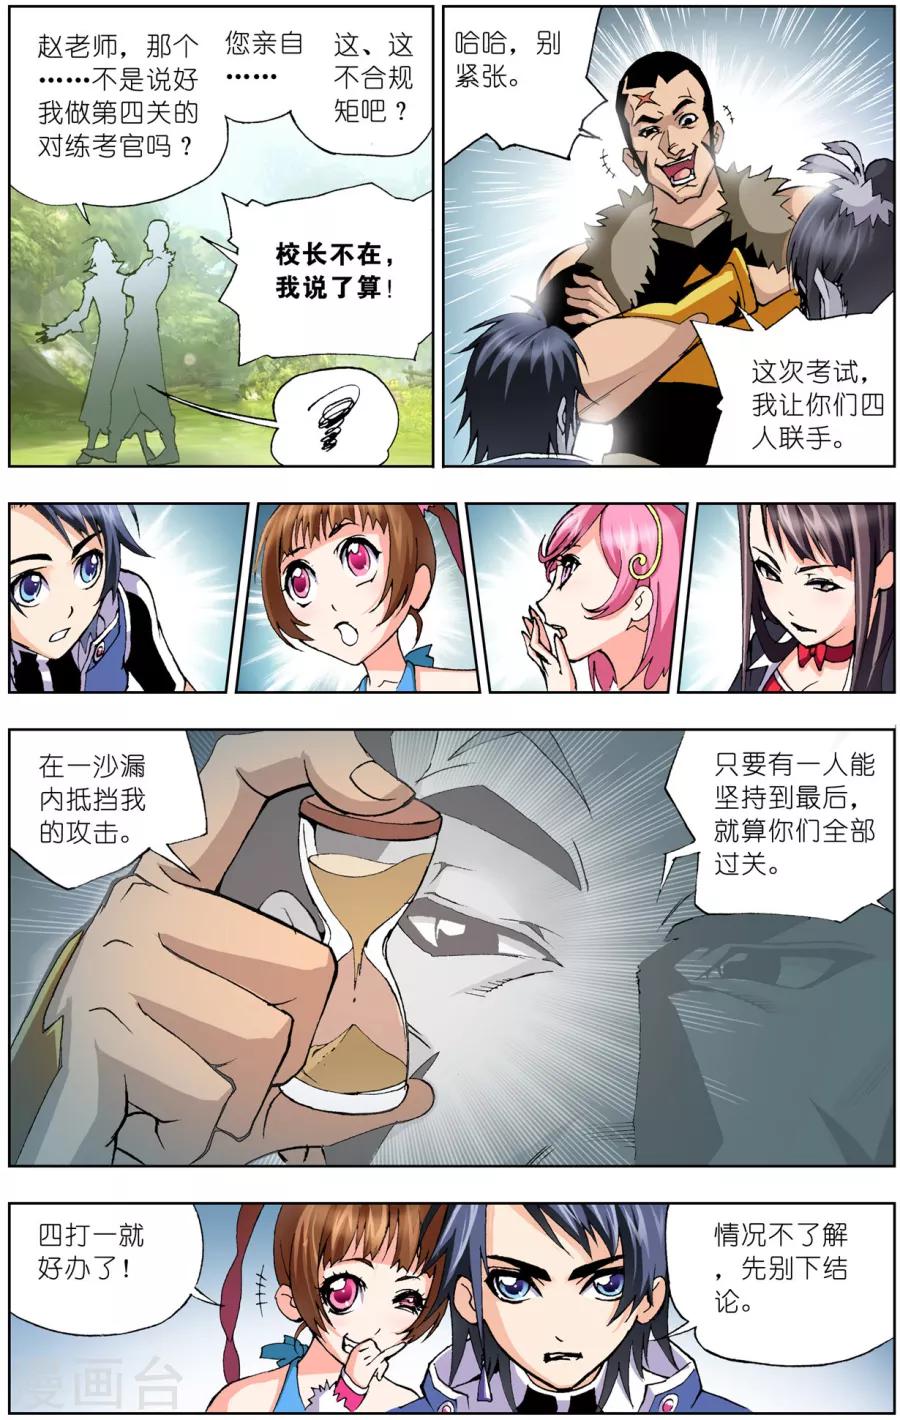 赵老师，那个
……不是说好
我做第四关的
对练考官吗？
您亲自
……
这、这
不合规
矩吧？
校长不在，
我说了算！
哈哈，别
紧张。
这次考试，
我让你们四
人联手。
在一沙漏
内抵挡我
的攻击。
只要有一人能
坚持到最后，
就算你们全部
过关。
四打一就
好办了！
情况不了解
，先别下结
论。
漫画台